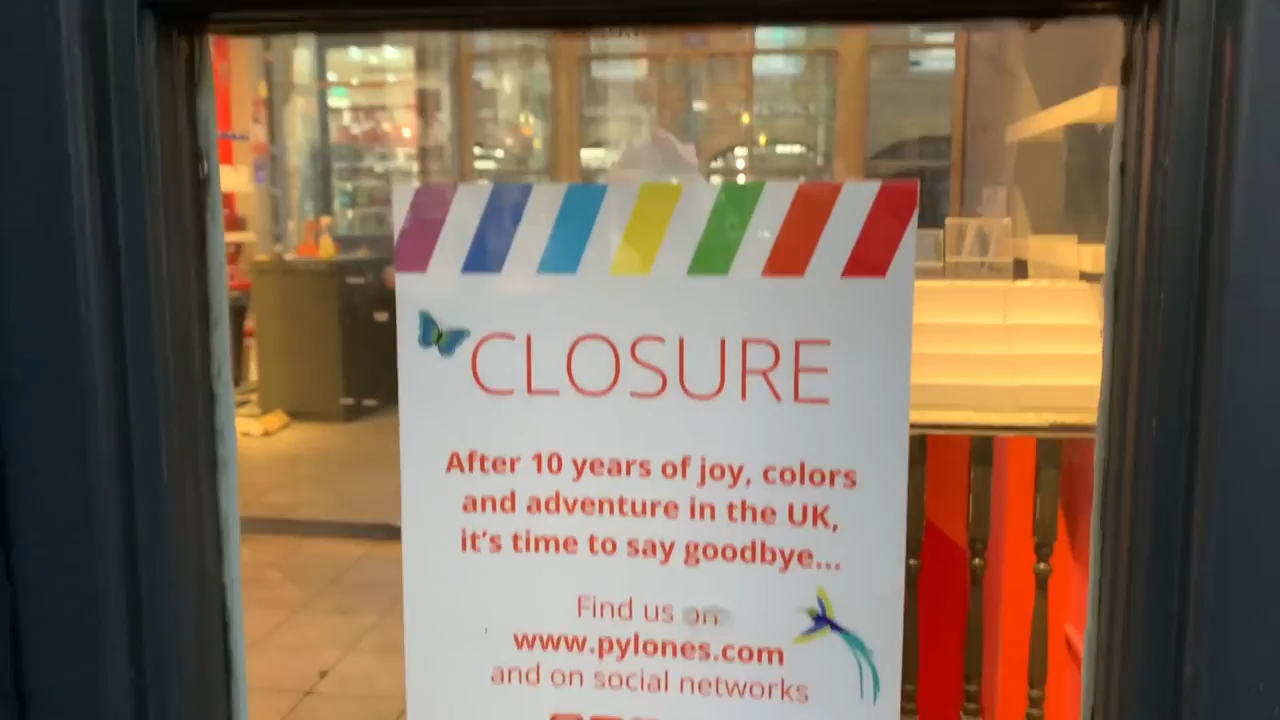 CLOSURE
After 10 years of joy, colors
and adventure in the UK,
it's time to say goodbye...
Find us on
www.pylones.com
and on social networks